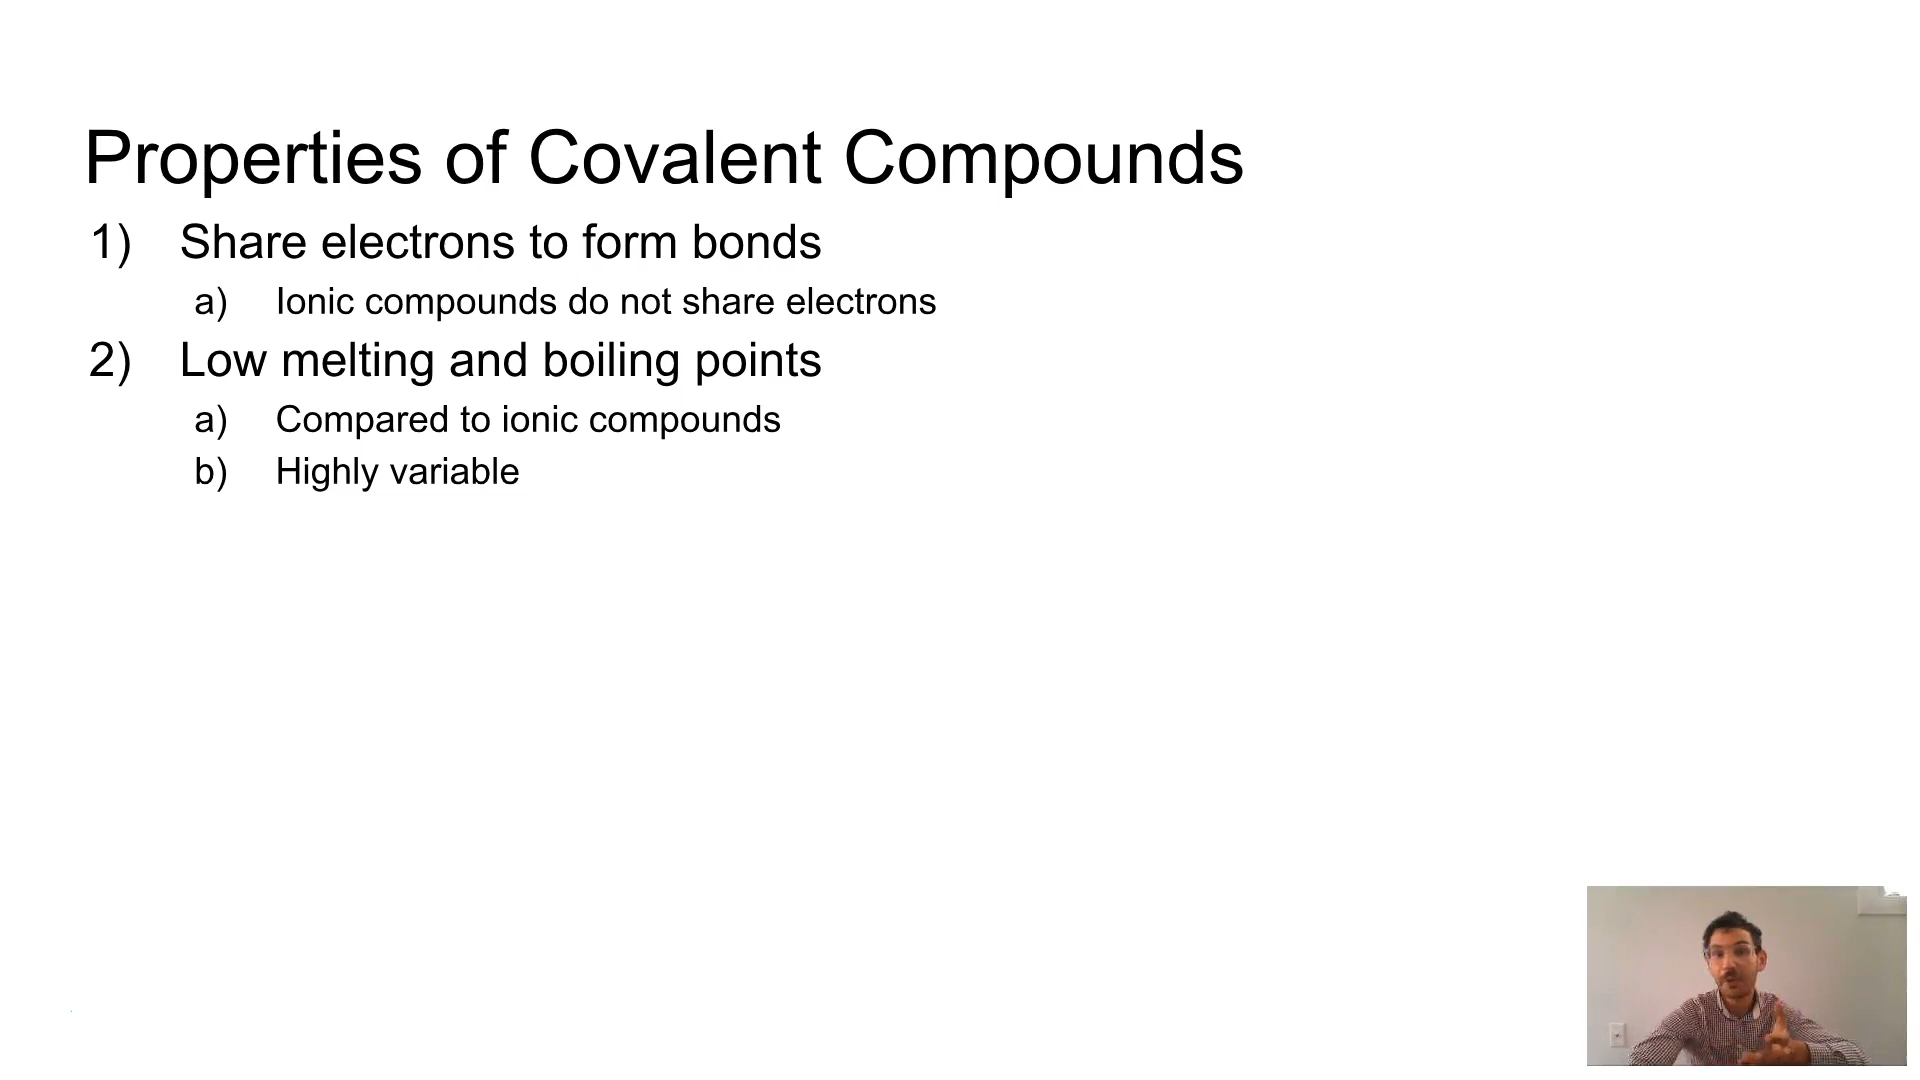 Properties of Covalent Compounds
1) Share electrons to form bonds
a) Ionic compounds do not share electrons
2) Low melting and boiling points
a) Compared to ionic compounds
b) Highly variable